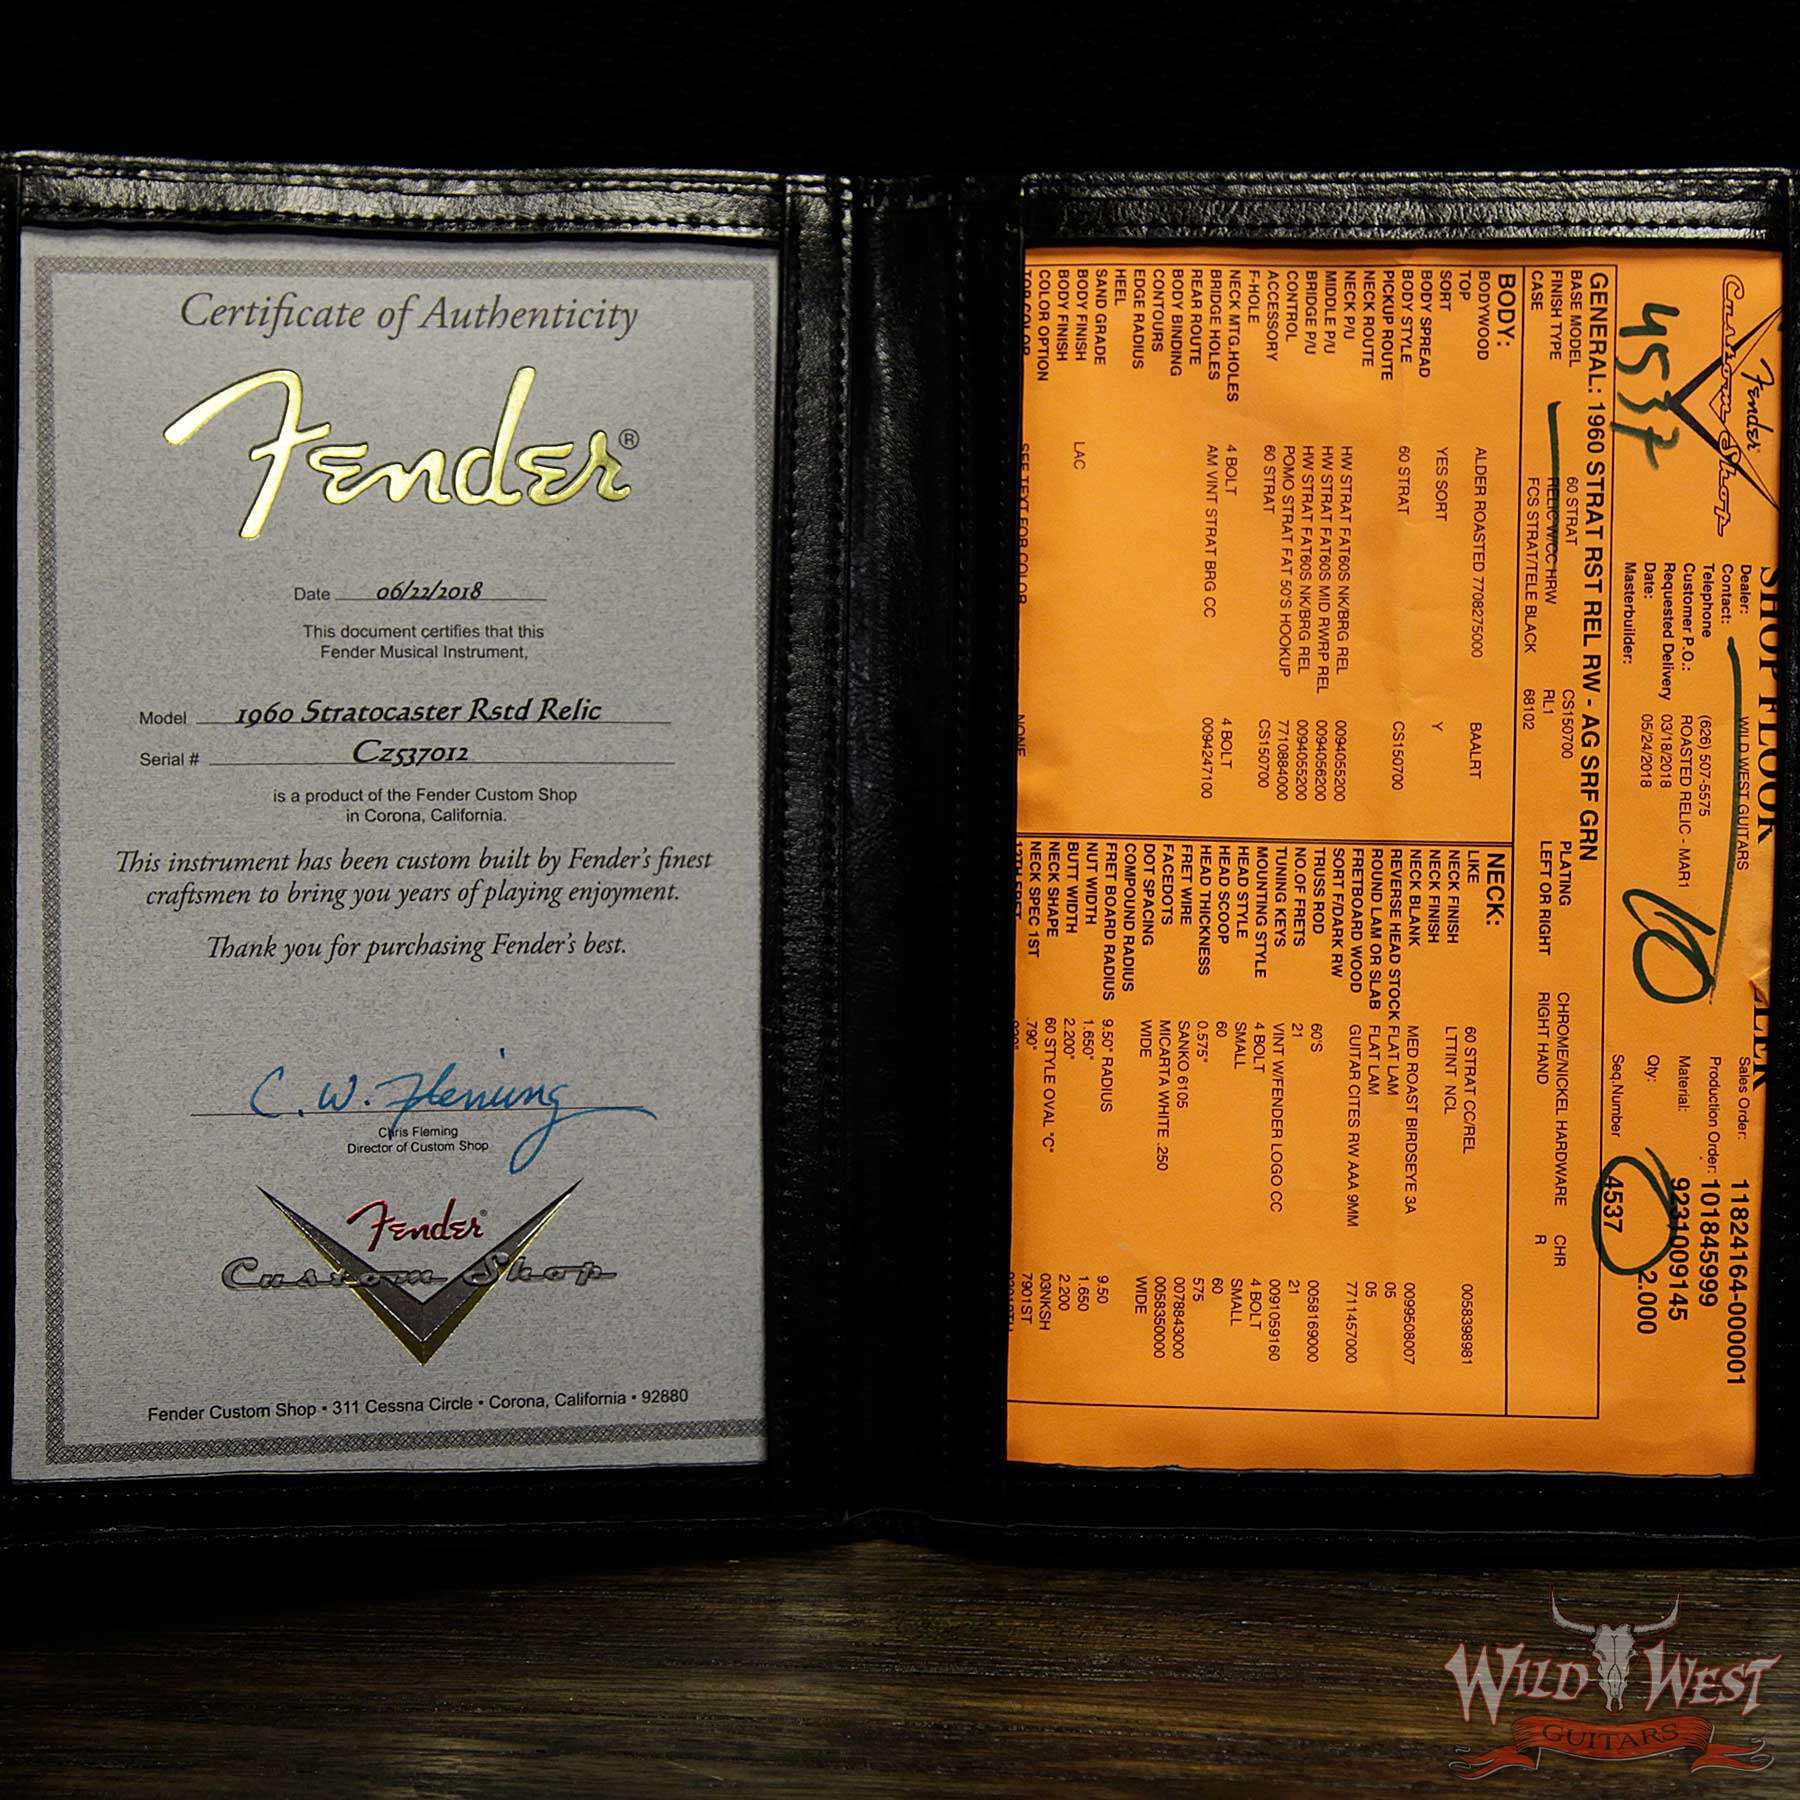 Certificate of Authenticity
Fender®
Date 06/22/2018
This document certifies that this
Fender Musical Instrument,
Model 1960 Stratocaster Rstd Relic
Serial # CZ537012
is a product of the Fender Custom Shop
in Corona, California.
This instrument has been custom built by Fender's finest
craftsmen to bring you years of playing enjoyment.
Thank you for purchasing Fender's best.
C. W. Fleming
Chris Fleming
Director of Custom Shop
Fender®
Custom Shop
Fender Custom Shop • 311 Cessna Circle • Corona, California • 92880
Fender
Custom Shop
SHOP FLOOR
4537
Dealer: WILD WEST GUITARS
Contact:
Telephone (626) 507-5575
Customer P.O.: ROASTED RELIC - MAR1
Requested Delivery 03/18/2018
Date: 05/24/2018
Masterbuilder:
Sales Order: 11824164-000001
Production Order: 101845999
Material: 9231009145
Qty: 2.000
Seq.Number 4537
GENERAL: 1960 STRAT RST REL RW - AG SRF GRN
BASE MODEL 60 STRAT CS150700 PLATING CHROME/NICKEL HARDWARE CHR
FINISH TYPE RELIC W/CC HRW RL1 LEFT OR RIGHT RIGHT HAND R
CASE FCS STRAT/TELE BLACK 68102
BODY:
BODYWOOD ALDER ROASTED 7708275000 BAALRT
TOP
SORT YES SORT Y
BODY SPREAD
BODY STYLE 60 STRAT CS150700
PICKUP ROUTE
NECK ROUTE
NECK P/U HW STRAT FAT60S NK/BRG REL 0094055200
MIDDLE P/U HW STRAT FAT60S MID RWRP REL 0094056200
BRIDGE P/U HW STRAT FAT60S NK/BRG REL 0094055200
CONTROL POMO STRAT FAT 50'S HOOKUP 7710884000
ACCESSORY 60 STRAT CS150700
F-HOLE
NECK MTG.HOLES 4 BOLT 4 BOLT
BRIDGE HOLES AM VINT STRAT BRG CC 0094247100
REAR ROUTE
BODY BINDING
CONTOURS
EDGE RADIUS
HEEL
SAND GRADE
BODY FINISH LAC
BODY FINISH
COLOR OPTION
TOP COLOR SEE TEXT FOR COLOR NONE
NECK:
LIKE 60 STRAT CC/REL 0058398981
NECK FINISH LTTINT NCL
NECK FINISH
NECK BLANK MED ROAST BIRDSEYE 3A 0099508007
REVERSE HEAD STOCK FLAT LAM 05
ROUND LAM OR SLAB FLAT LAM 05
FRETBOARD WOOD GUITAR CITES RW AAA 9MM 7711457000
SORT F/DARK RW
TRUSS ROD 60'S 0058169000
NO.OF FRETS 21 21
TUNING KEYS VINT W/FENDER LOGO CC 0091059160
MOUNTING STYLE 4 BOLT 4 BOLT
HEAD STYLE SMALL SMALL
HEAD SCOOP 60 60
HEAD THICKNESS 0.575" 575
FRET WIRE SANKO 6105 0078843000
FACEDOTS MICARTA WHITE .250 0058350000
DOT SPACING WIDE WIDE
COMPOUND RADIUS
FRET BOARD RADIUS 9.50" RADIUS 9.50
NUT WIDTH 1.650" 1.650
BUTT WIDTH 2.200" 2.200
NECK SHAPE 60 STYLE OVAL "C" 03NKSH
NECK SPEC 1ST .790" 7901ST
WILD WEST
GUITARS